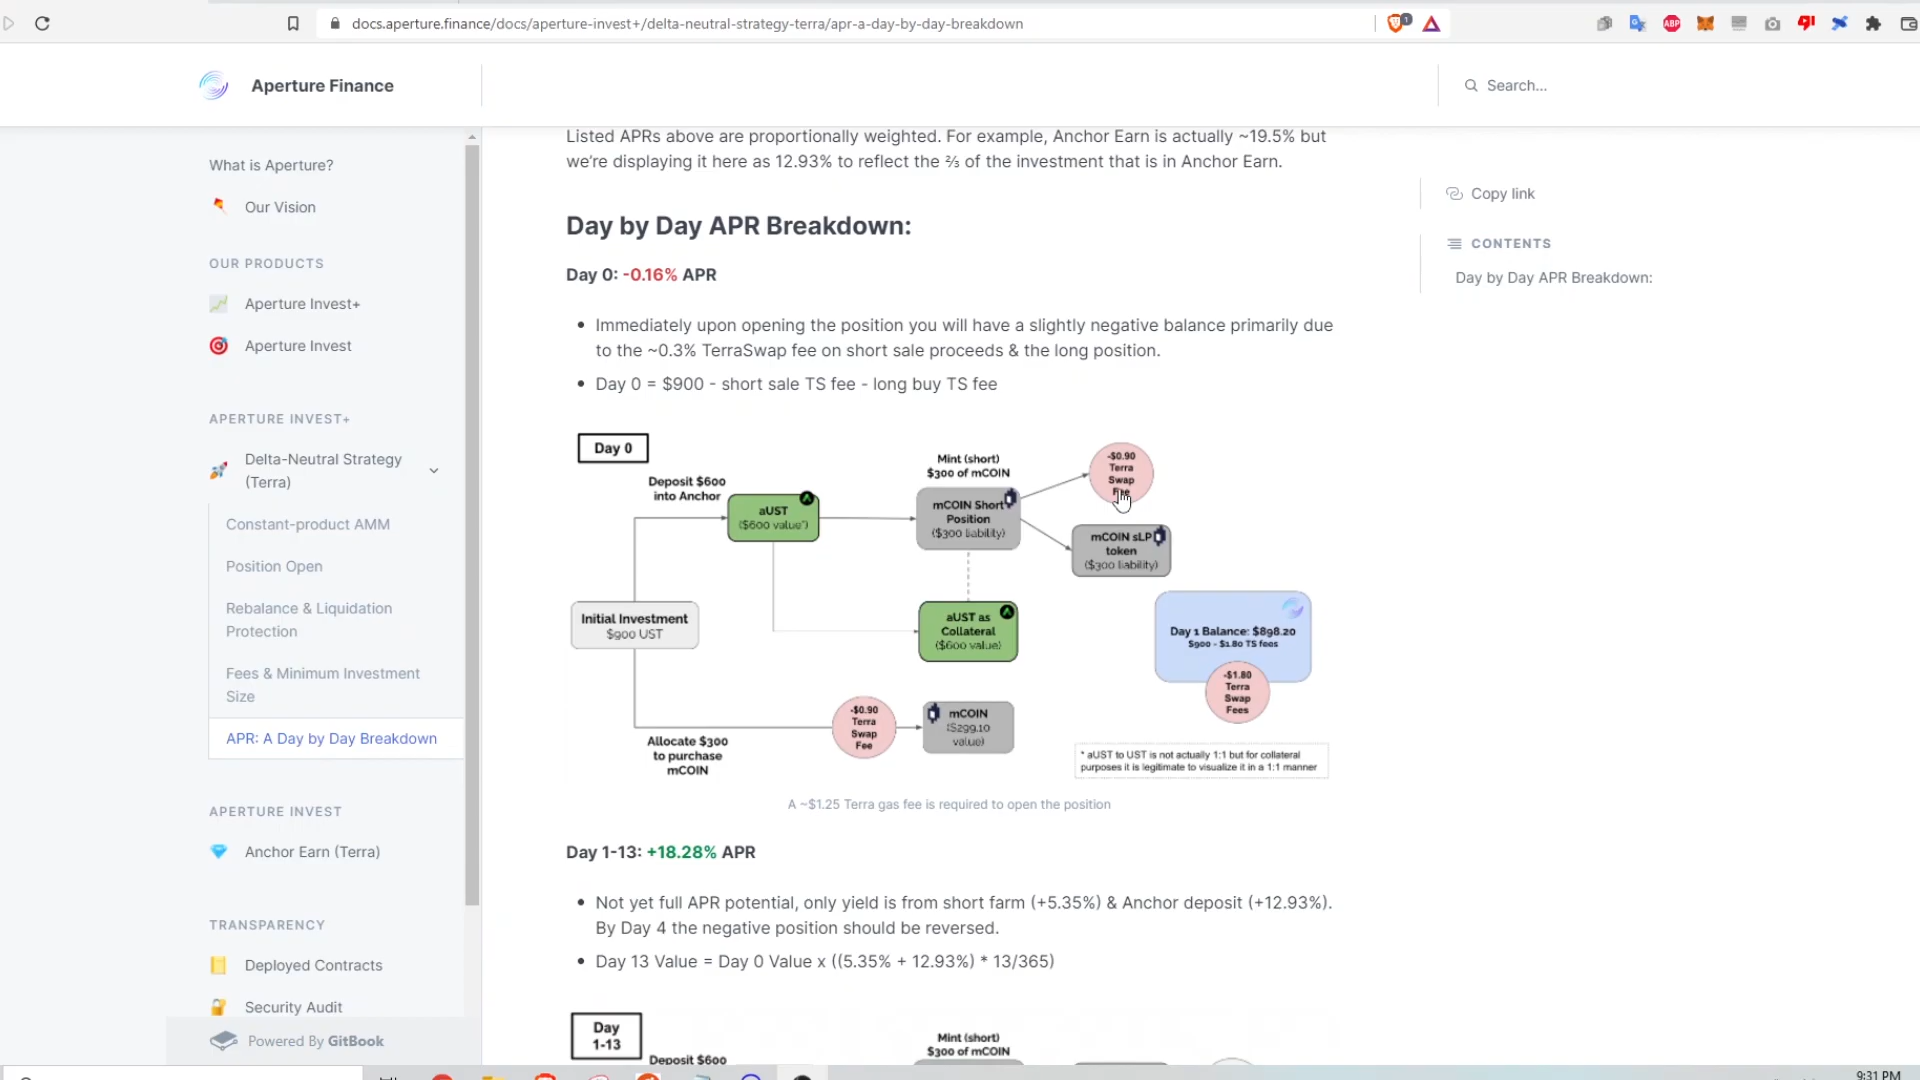 docs.aperture.finance/docs/aperture-invest+/delta-neutral-strategy-terra/apr-a-day-by-day-breakdown
1
ABP
Aperture Finance
Search...
What is Aperture?
Our Vision
OUR PRODUCTS
Aperture Invest+
Aperture Invest
APERTURE INVEST+
Delta-Neutral Strategy
(Terra)
Constant-product AMM
Position Open
Rebalance & Liquidation
Protection
Fees & Minimum Investment
Size
APR: A Day by Day Breakdown
APERTURE INVEST
Anchor Earn (Terra)
TRANSPARENCY
Deployed Contracts
Security Audit
Powered By GitBook
Listed APRs above are proportionally weighted. For example, Anchor Earn is actually ~19.5% but
we're displaying it here as 12.93% to reflect the ⅔ of the investment that is in Anchor Earn.
Day by Day APR Breakdown:
Day 0: -0.16% APR
• Immediately upon opening the position you will have a slightly negative balance primarily due
to the ~0.3% TerraSwap fee on short sale proceeds & the long position.
• Day 0 = $900 - short sale TS fee - long buy TS fee
Day 0
Deposit $600
into Anchor
aUST
($600 value*)
Mint (short)
$300 of mCOIN
mCOIN Short
Position
($300 liability)
-$0.90
Terra
Swap
Fee
mCOIN sLP
token
($300 liability)
Initial Investment
$900 UST
aUST as
Collateral
($600 value)
Day 1 Balance: $898.20
$900 - $1.80 TS fees
-$1.80
Terra
Swap
Fees
-$0.90
Terra
Swap
Fee
mCOIN
($299.10
value)
Allocate $300
to purchase
mCOIN
* aUST to UST is not actually 1:1 but for collateral
purposes it is legitimate to visualize it in a 1:1 manner
A ~$1.25 Terra gas fee is required to open the position
Day 1-13: +18.28% APR
• Not yet full APR potential, only yield is from short farm (+5.35%) & Anchor deposit (+12.93%).
By Day 4 the negative position should be reversed.
• Day 13 Value = Day 0 Value x ((5.35% + 12.93%) * 13/365)
Day
1-13
Deposit $600
Mint (short)
$300 of mCOIN
Copy link
CONTENTS
Day by Day APR Breakdown:
9:31 PM